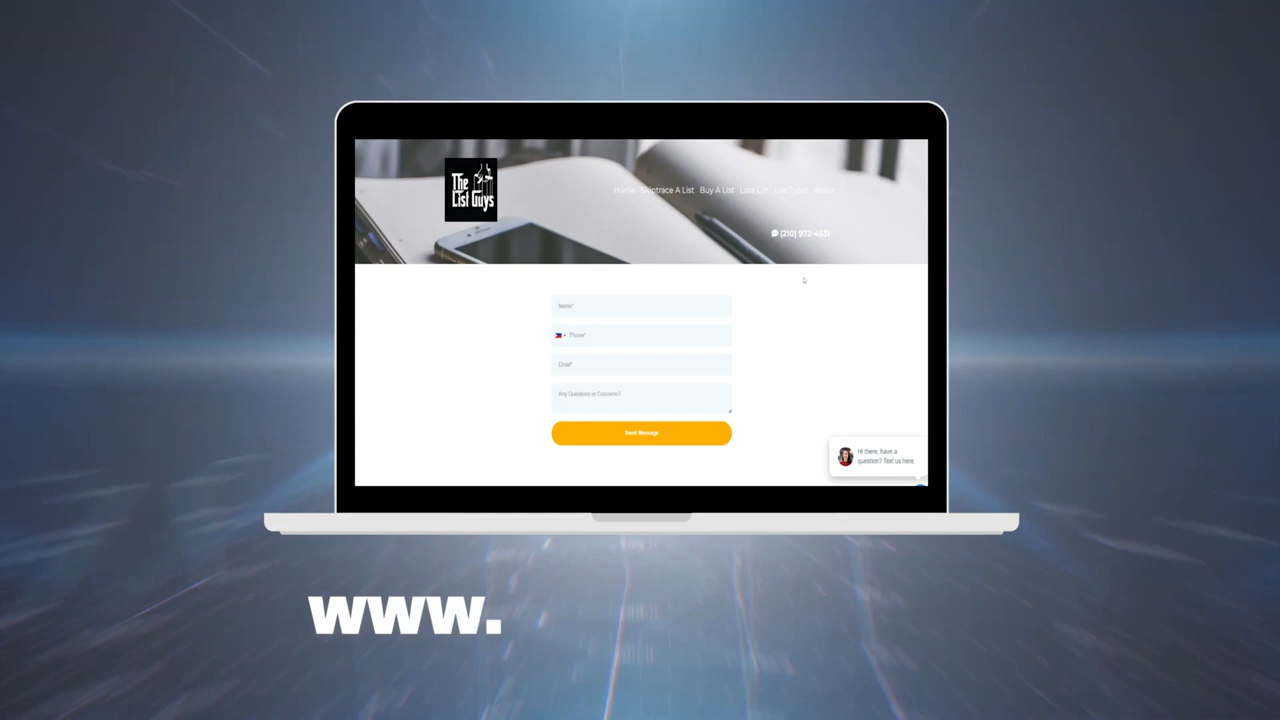 The
List Guys
Home Skiptrace A List Buy A List Late List List Types About
(210) 972-4531
Name*
Phone*
Email*
Any Questions or Concerns?
Send Message
Hi there, have a
question? Text us here.
www.